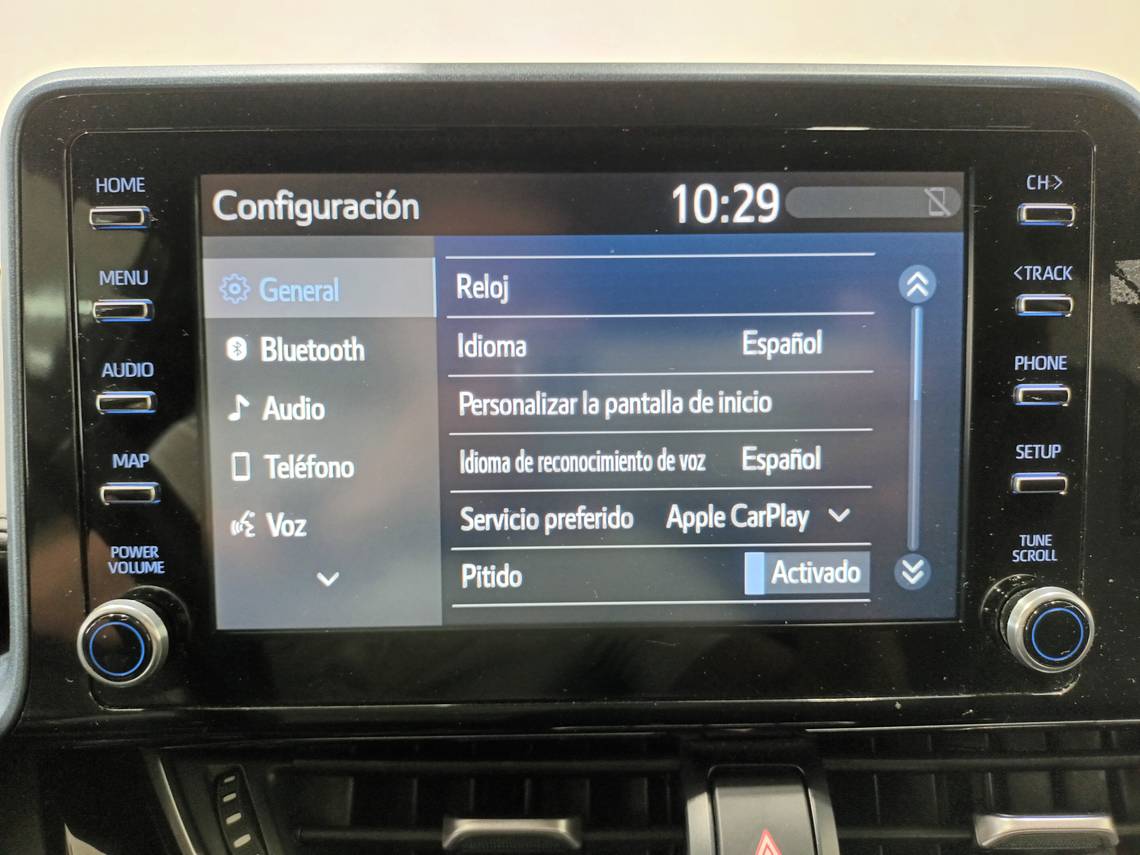 HOME
MENU
AUDIO
MAP
POWER
VOLUME
Configuración 10:29
General
Bluetooth
Audio
Teléfono
Voz
Reloj
Idioma Español
Personalizar la pantalla de inicio
Idioma de reconocimiento de voz Español
Servicio preferido Apple CarPlay
Pitido Activado
CH>
<TRACK
PHONE
SETUP
TUNE
SCROLL